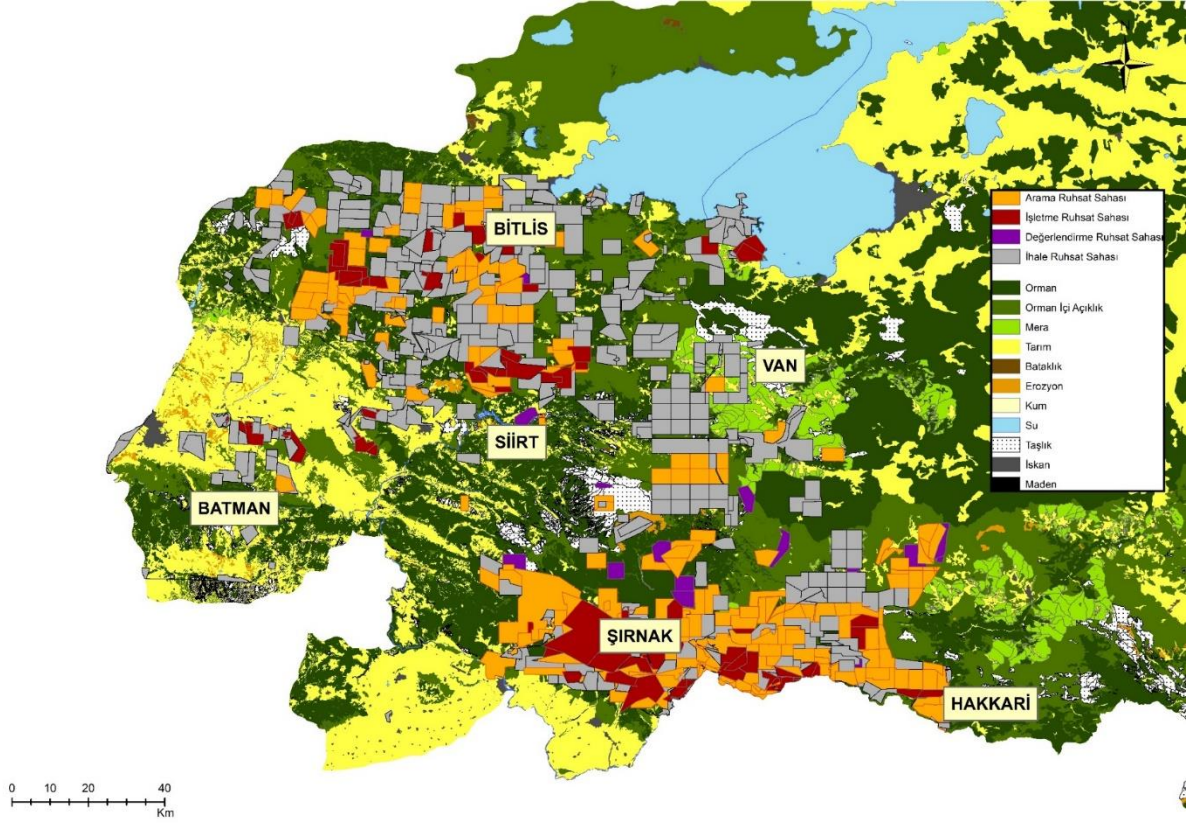 N
BİTLİS
Arama Ruhsat Sahası
İşletme Ruhsat Sahası
Değerlendirme Ruhsat Sahası
İhale Ruhsat Sahası
Orman
Orman İçi Açıklık
Mera
Tarım
Bataklık
Erozyon
Kum
Su
Taşlık
İskan
Maden
VAN
SİİRT
BATMAN
ŞIRNAK
HAKKARİ
0 10 20 40
Km